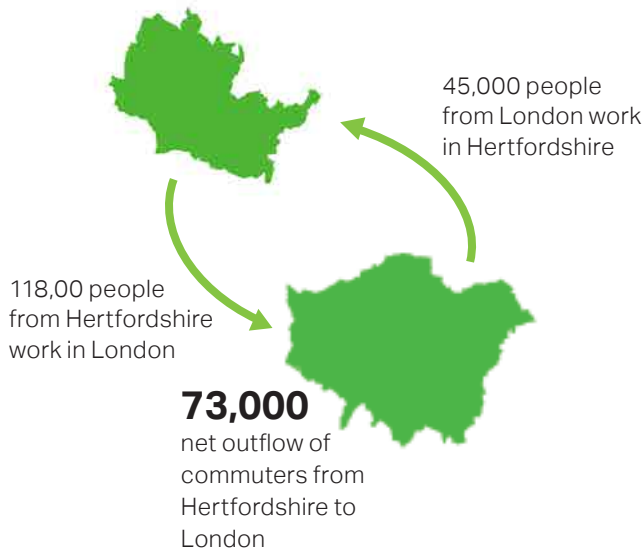 45,000 people
from London work
in Hertfordshire
118,00 people
from Hertfordshire
work in London
73,000
net outflow of
commuters from
Hertfordshire to
London